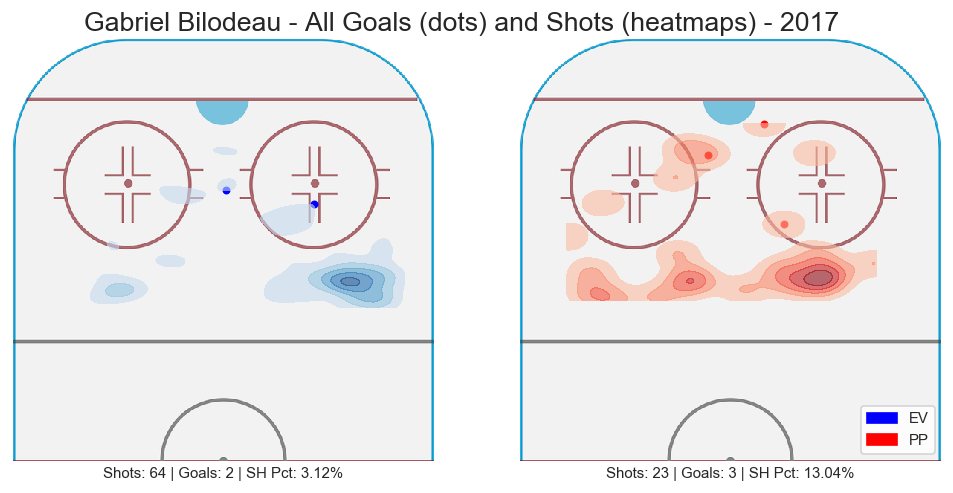 Gabriel Bilodeau - All Goals (dots) and Shots (heatmaps) - 2017
EV
PP
Shots: 64 | Goals: 2 | SH Pct: 3.12%
Shots: 23 | Goals: 3 | SH Pct: 13.04%